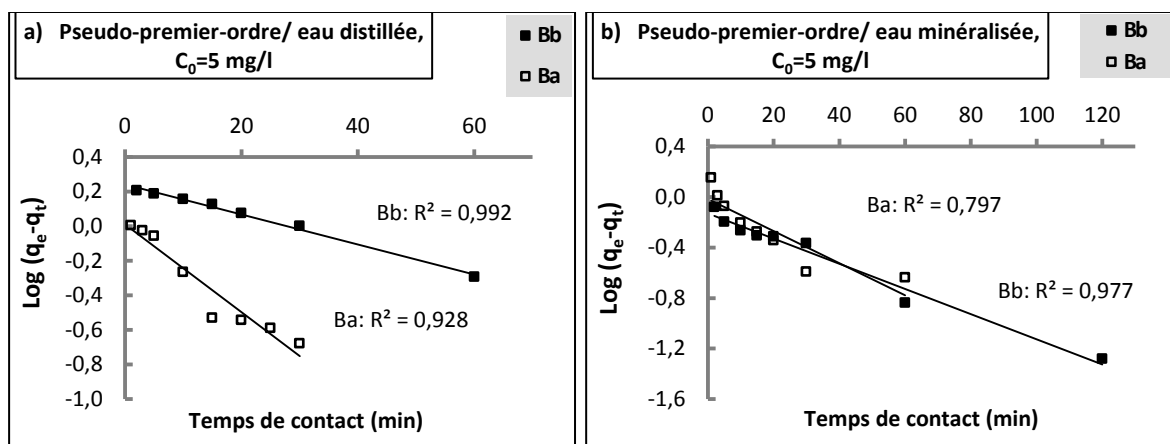 a) Pseudo-premier-ordre/ eau distillée,
C₀=5 mg/l
Bb
Ba
0 20 40 60
0,4
0,2
0,0
-0,2
-0,4
-0,6
-0,8
-1,0
Log (qₑ-qₜ)
Bb: R² = 0,992
Ba: R² = 0,928
Temps de contact (min)
b) Pseudo-premier-ordre/ eau minéralisée,
C₀=5 mg/l
Bb
Ba
0 20 40 60 80 100 120
0,4
0,0
-0,4
-0,8
-1,2
-1,6
Log (qₑ-qₜ)
Ba: R² = 0,797
Bb: R² = 0,977
Temps de contact (min)